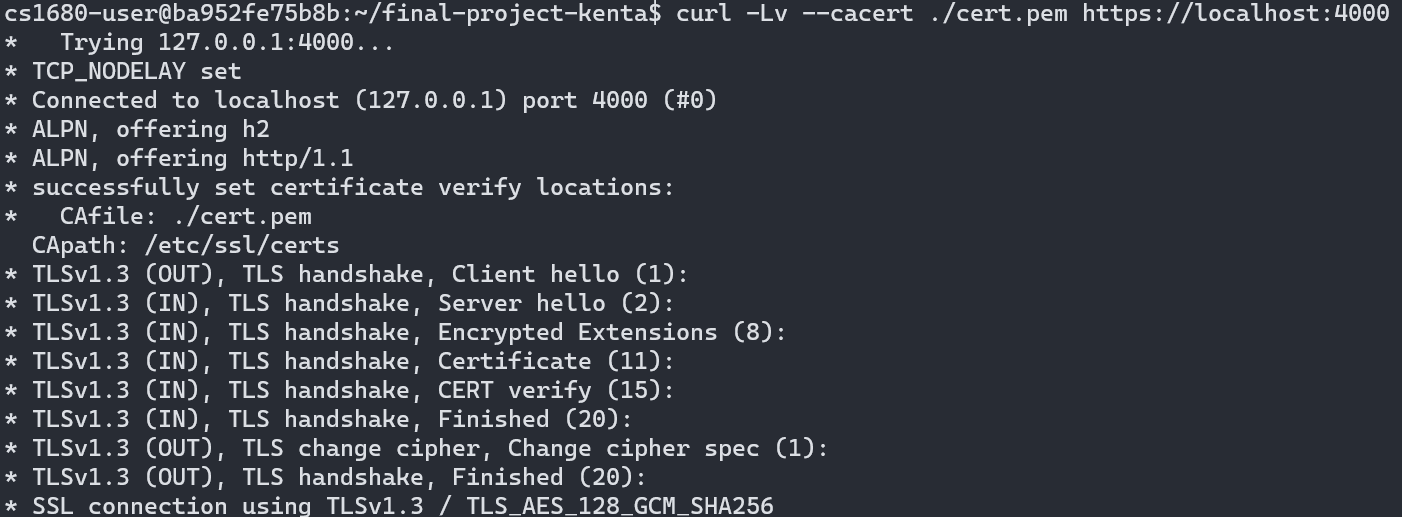 cs1680-user@ba952fe75b8b:~/final-project-kenta$ curl -Lv --cacert ./cert.pem https://localhost:4000
*   Trying 127.0.0.1:4000...
* TCP_NODELAY set
* Connected to localhost (127.0.0.1) port 4000 (#0)
* ALPN, offering h2
* ALPN, offering http/1.1
* successfully set certificate verify locations:
*   CAfile: ./cert.pem
  CApath: /etc/ssl/certs
* TLSv1.3 (OUT), TLS handshake, Client hello (1):
* TLSv1.3 (IN), TLS handshake, Server hello (2):
* TLSv1.3 (IN), TLS handshake, Encrypted Extensions (8):
* TLSv1.3 (IN), TLS handshake, Certificate (11):
* TLSv1.3 (IN), TLS handshake, CERT verify (15):
* TLSv1.3 (IN), TLS handshake, Finished (20):
* TLSv1.3 (OUT), TLS change cipher, Change cipher spec (1):
* TLSv1.3 (OUT), TLS handshake, Finished (20):
* SSL connection using TLSv1.3 / TLS_AES_128_GCM_SHA256